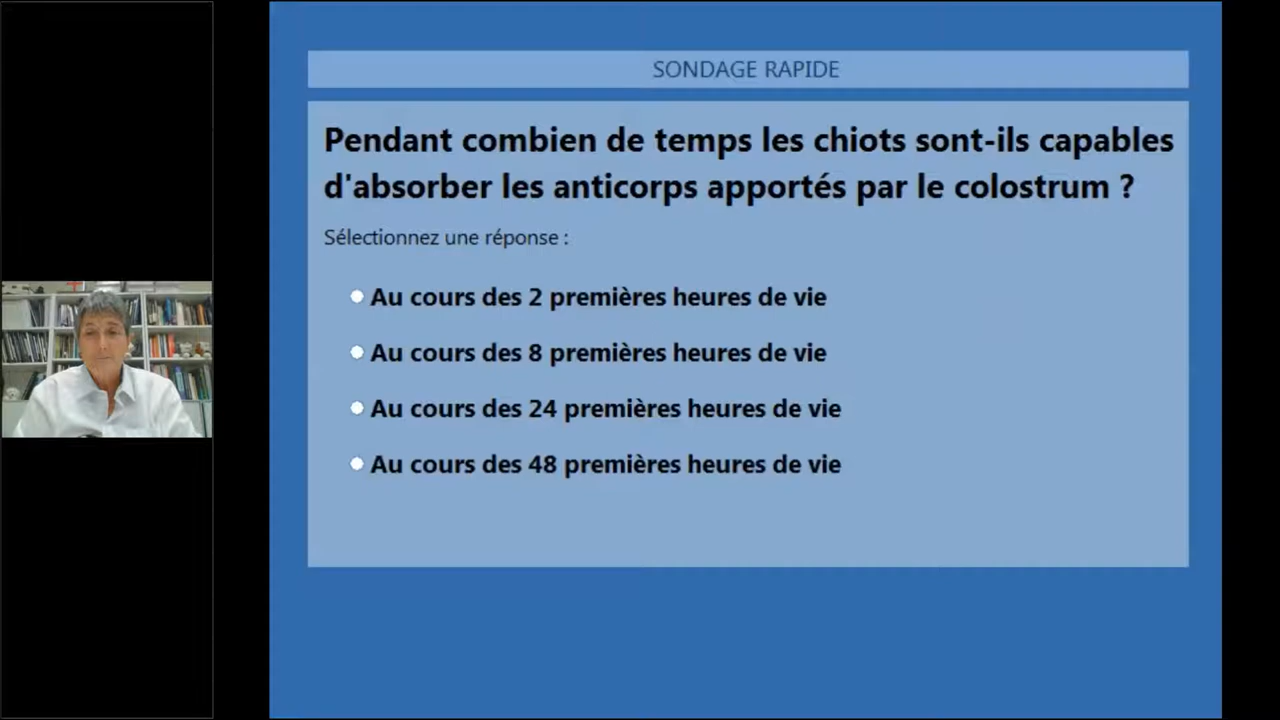 SONDAGE RAPIDE
Pendant combien de temps les chiots sont-ils capables
d'absorber les anticorps apportés par le colostrum ?
Sélectionnez une réponse :
Au cours des 2 premières heures de vie
Au cours des 8 premières heures de vie
Au cours des 24 premières heures de vie
Au cours des 48 premières heures de vie